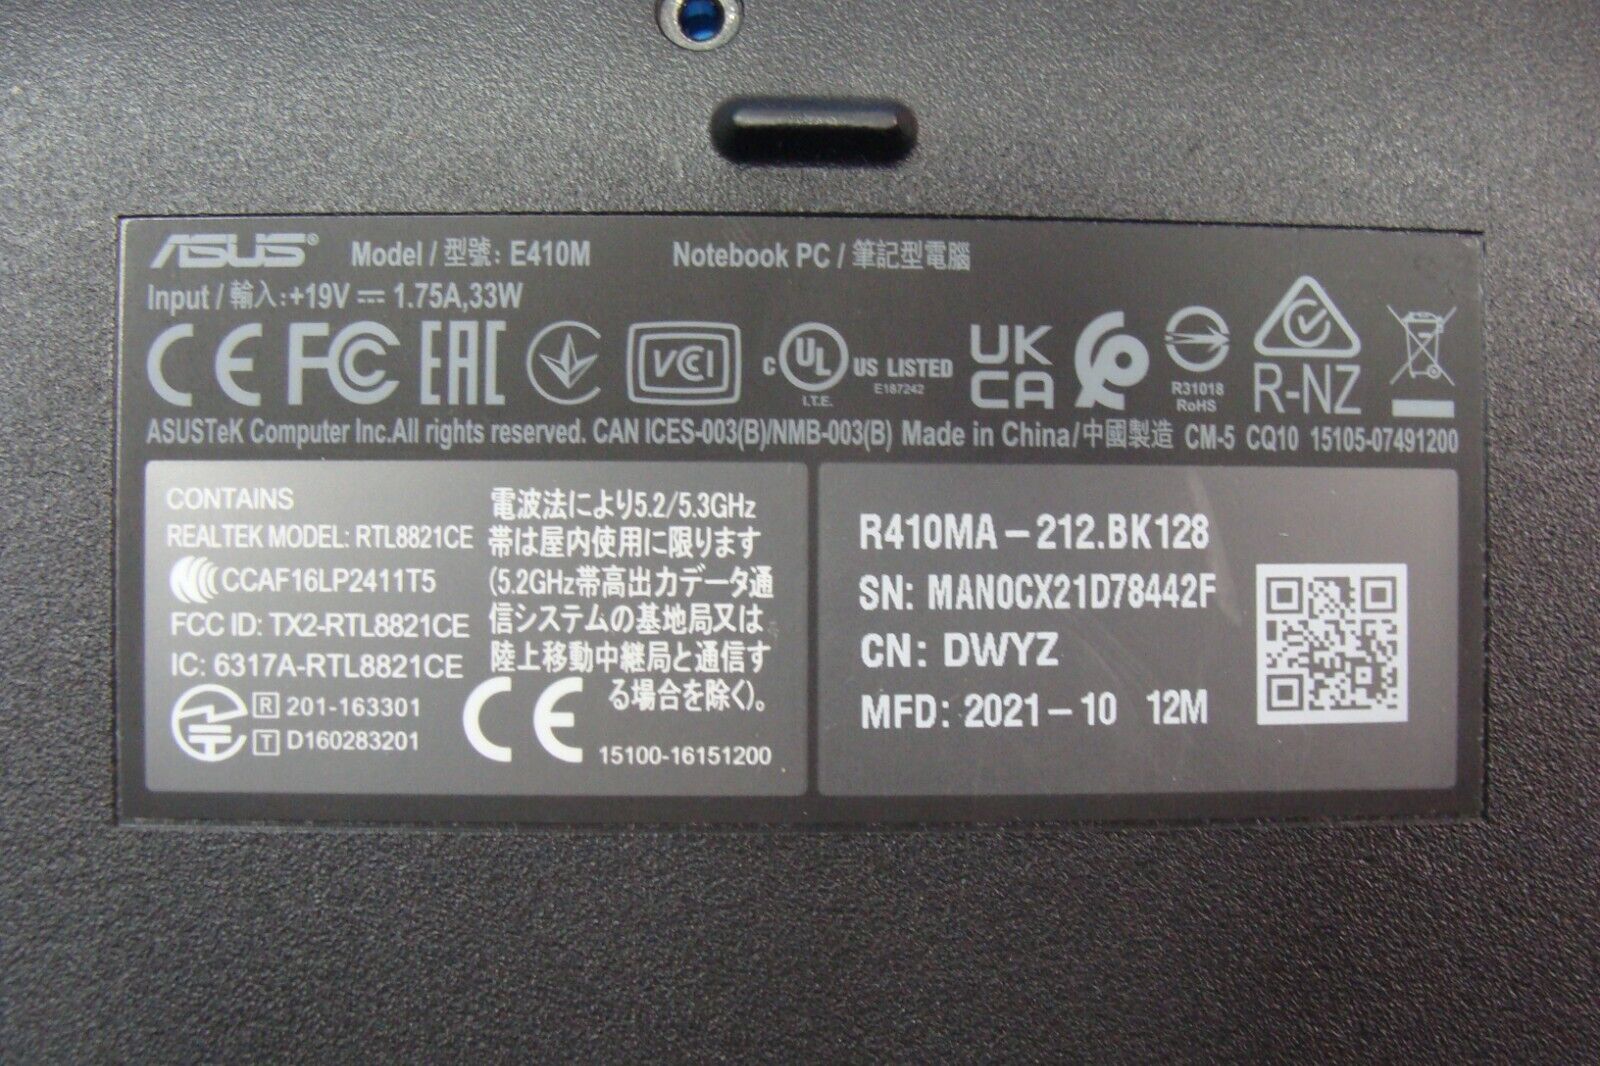 ASUS® Model / 型號: E410M Notebook PC / 筆記型電腦
Input / 輸入:+19V ⎓ 1.75A,33W
CE FC EAC VCI c UL US LISTED UK CA R-NZ
I.T.E. E187242 R31018 RoHS
ASUSTeK Computer Inc.All rights reserved. CAN ICES-003(B)/NMB-003(B) Made in China/中國製造 CM-5 CQ10 15105-07491200
CONTAINS
REALTEK MODEL: RTL8821CE
CCAF16LP2411T5
FCC ID: TX2-RTL8821CE
IC: 6317A-RTL8821CE
R 201-163301
T D160283201
電波法により5.2/5.3GHz
帯は屋内使用に限ります
(5.2GHz帯高出力データ通
信システムの基地局又は
陸上移動中継局と通信す
る場合を除く)。
CE 15100-16151200
R410MA-212.BK128
SN: MAN0CX21D78442F
CN: DWYZ
MFD: 2021-10 12M